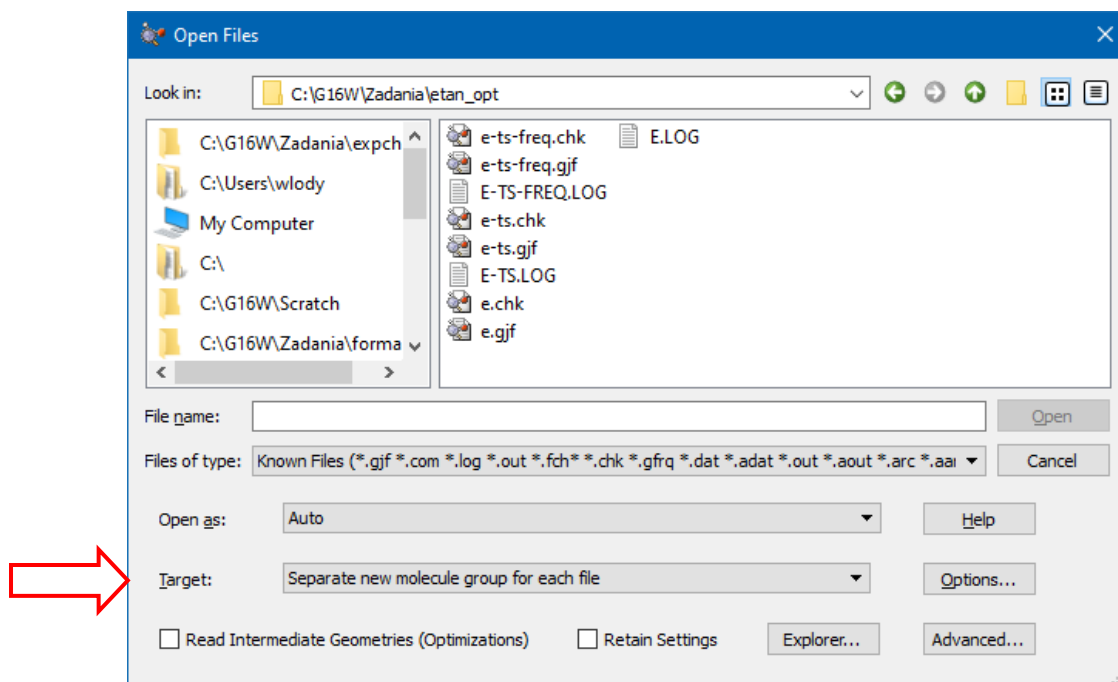 Open Files
Look in:
C:\G16W\Zadania\etan_opt
C:\G16W\Zadania\expch
C:\Users\wlody
My Computer
C:\
C:\G16W\Scratch
C:\G16W\Zadania\forma
e-ts-freq.chk
e-ts-freq.gjf
E-TS-FREQ.LOG
e-ts.chk
e-ts.gjf
E-TS.LOG
e.chk
e.gjf
E.LOG
File name:
Open
Files of type: Known Files (*.gjf *.com *.log *.out *.fch* *.chk *.gfrq *.dat *.adat *.out *.aout *.arc *.aar
Cancel
Open as: Auto
Help
Target: Separate new molecule group for each file
Options...
Read Intermediate Geometries (Optimizations)
Retain Settings
Explorer...
Advanced...